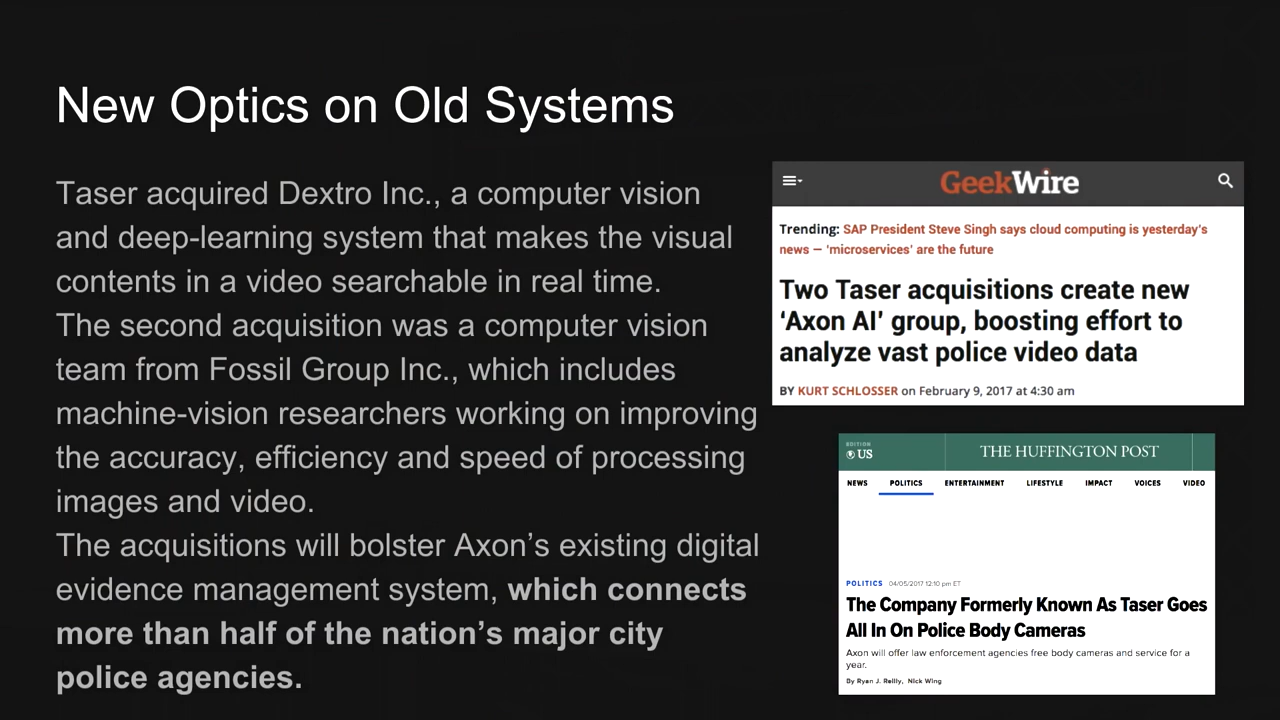 New Optics on Old Systems
Taser acquired Dextro Inc., a computer vision
and deep-learning system that makes the visual
contents in a video searchable in real time.
The second acquisition was a computer vision
team from Fossil Group Inc., which includes
machine-vision researchers working on improving
the accuracy, efficiency and speed of processing
images and video.
The acquisitions will bolster Axon’s existing digital
evidence management system, which connects
more than half of the nation’s major city
police agencies.
GeekWire
Trending: SAP President Steve Singh says cloud computing is yesterday's
news — 'microservices' are the future
Two Taser acquisitions create new
‘Axon AI’ group, boosting effort to
analyze vast police video data
BY KURT SCHLOSSER on February 9, 2017 at 4:30 am
EDITION
US
THE HUFFINGTON POST
NEWS POLITICS ENTERTAINMENT LIFESTYLE IMPACT VOICES VIDEO
POLITICS 04/05/2017 12:10 pm ET
The Company Formerly Known As Taser Goes
All In On Police Body Cameras
Axon will offer law enforcement agencies free body cameras and service for a
year.
By Ryan J. Reilly, Nick Wing